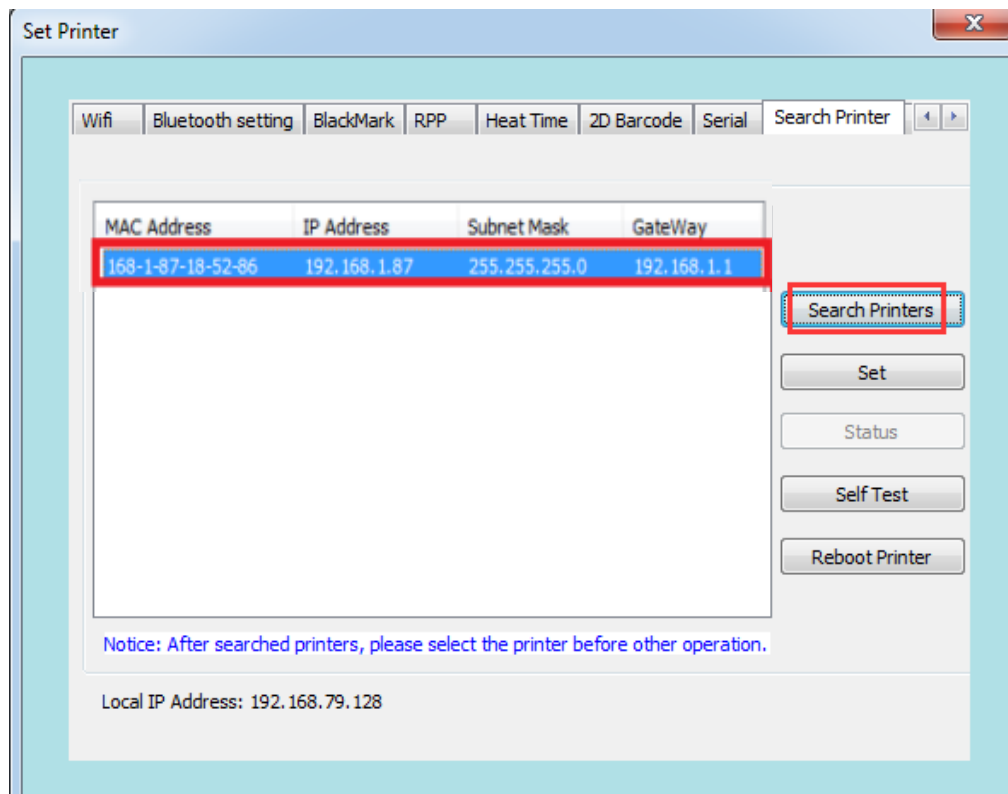 Set Printer
Wifi Bluetooth setting BlackMark RPP Heat Time 2D Barcode Serial Search Printer
MAC Address IP Address Subnet Mask GateWay
168-1-87-18-52-86 192.168.1.87 255.255.255.0 192.168.1.1
Search Printers
Set
Status
Self Test
Reboot Printer
Notice: After searched printers, please select the printer before other operation.
Local IP Address: 192.168.79.128